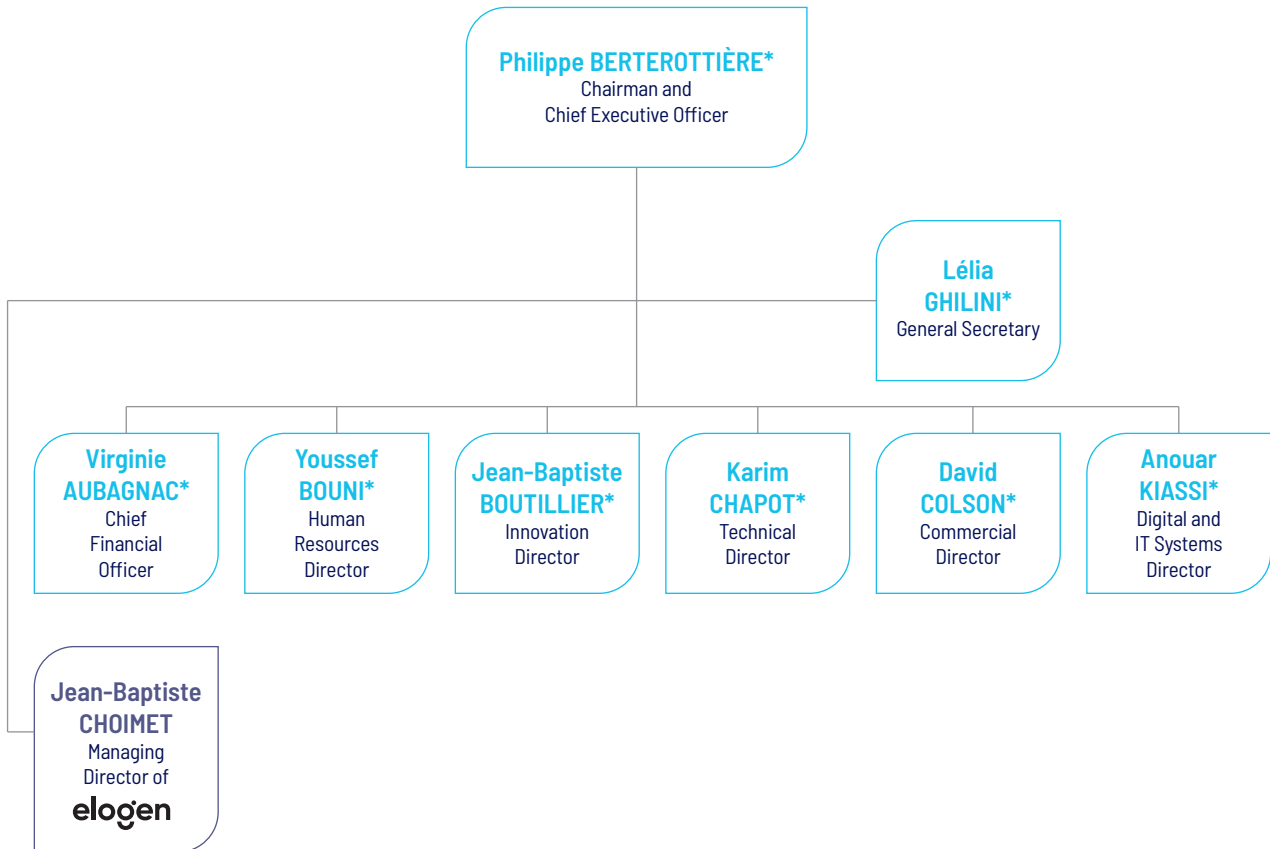 Philippe BERTEROTTIÈRE*
Chairman and
Chief Executive Officer
Lélia
GHILINI*
General Secretary
Virginie
AUBAGNAC*
Chief
Financial
Officer
Youssef
BOUNI*
Human
Resources
Director
Jean-Baptiste
BOUTILLIER*
Innovation
Director
Karim
CHAPOT*
Technical
Director
David
COLSON*
Commercial
Director
Anouar
KIASSI*
Digital and
IT Systems
Director
Jean-Baptiste
CHOIMET
Managing
Director of
elogen